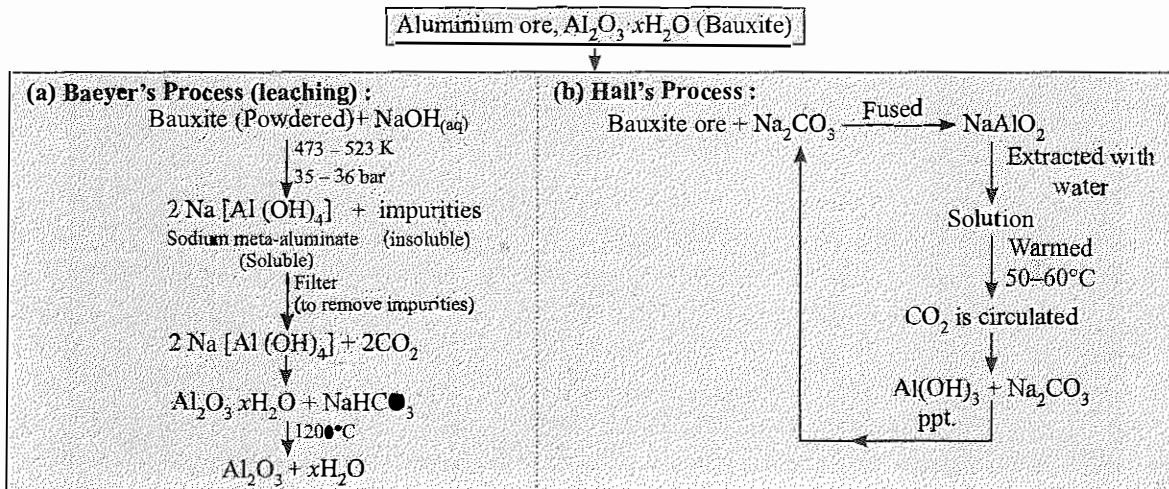 Aluminium ore, Al₂O₃·xH₂O (Bauxite)
(a) Baeyer's Process (leaching) :
Bauxite (Powdered) + NaOH(aq)
473 – 523 K
35 – 36 bar
2 Na [Al (OH)₄] + impurities
Sodium meta-aluminate (insoluble)
(Soluble)
Filter
(to remove impurities)
2 Na [Al (OH)₄] + 2CO₂
Al₂O₃·xH₂O + NaHCO₃
1200°C
Al₂O₃ + xH₂O
(b) Hall's Process :
Bauxite ore + Na₂CO₃ Fused NaAlO₂
Extracted with
water
Solution
Warmed
50–60°C
CO₂ is circulated
Al(OH)₃ + Na₂CO₃
ppt.